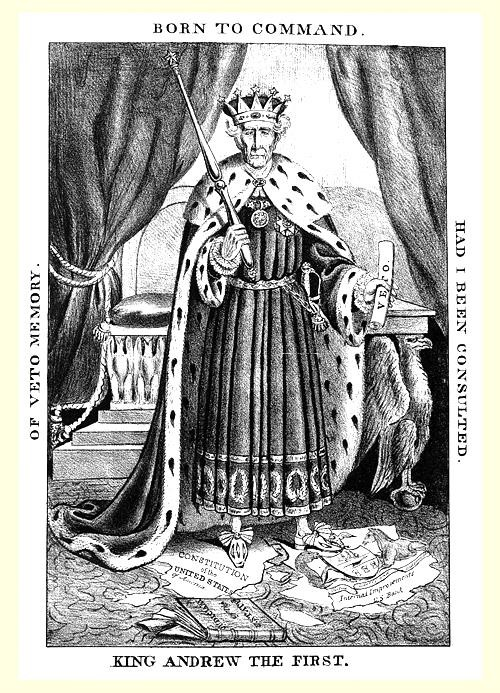 BORN TO COMMAND.
OF VETO MEMORY.
HAD I BEEN CONSULTED.
VETO
CONSTITUTION
of the
UNITED STATES
of America
Internal Improvements
U.S Bank
KING ANDREW THE FIRST.